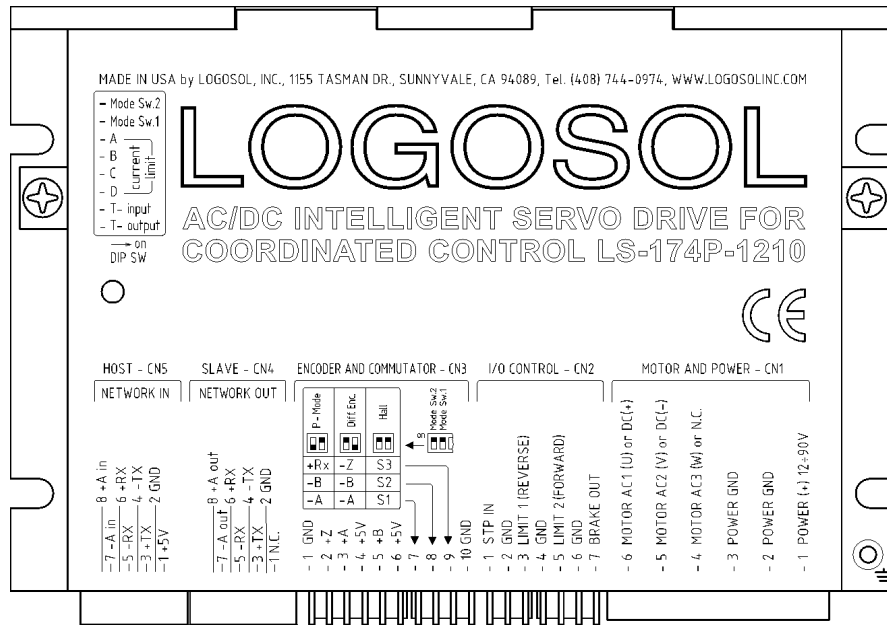 MADE IN USA by LOGOSOL, INC., 1155 TASMAN DR., SUNNYVALE, CA 94089, Tel. (408) 744-0974, WWW.LOGOSOLINC.COM
- Mode Sw.2
- Mode Sw.1
- A
- B
- C
- D
current
Limit
- T- input
- T- output
→ on
DIP SW
LOGOSOL
AC/DC INTELLIGENT SERVO DRIVE FOR
COORDINATED CONTROL LS-174P-1210
CE
HOST - CN5
NETWORK IN
8 +A in
-7 -A in
6 +RX
-5 -RX
4 -TX
-3 +TX
2 GND
-1 +5V
SLAVE - CN4
NETWORK OUT
8 +A out
-7 -A out
6 +RX
-5 -RX
4 -TX
-3 +TX
2 GND
-1 N.C.
ENCODER AND COMMUTATOR - CN3
P - Mode
Diff. Enc.
Hall
8
Mode Sw.2
Mode Sw.1
+Rx -Z S3
-B -B S2
-A -A S1
- 1 GND
- 2 +Z
- 3 +A
- 4 +5V
- 5 +B
- 6 +5V
- 7
- 8
- 9
- 10 GND
I/O CONTROL - CN2
- 1 STP IN
- 2 GND
- 3 LIMIT 1 (REVERSE)
- 4 GND
- 5 LIMIT 2 (FORWARD)
- 6 GND
- 7 BRAKE OUT
MOTOR AND POWER - CN1
- 6 MOTOR AC1 (U) or DC(+)
- 5 MOTOR AC2 (V) or DC(-)
- 4 MOTOR AC3 (W) or N.C.
- 3 POWER GND
- 2 POWER GND
- 1 POWER (+) 12÷90V